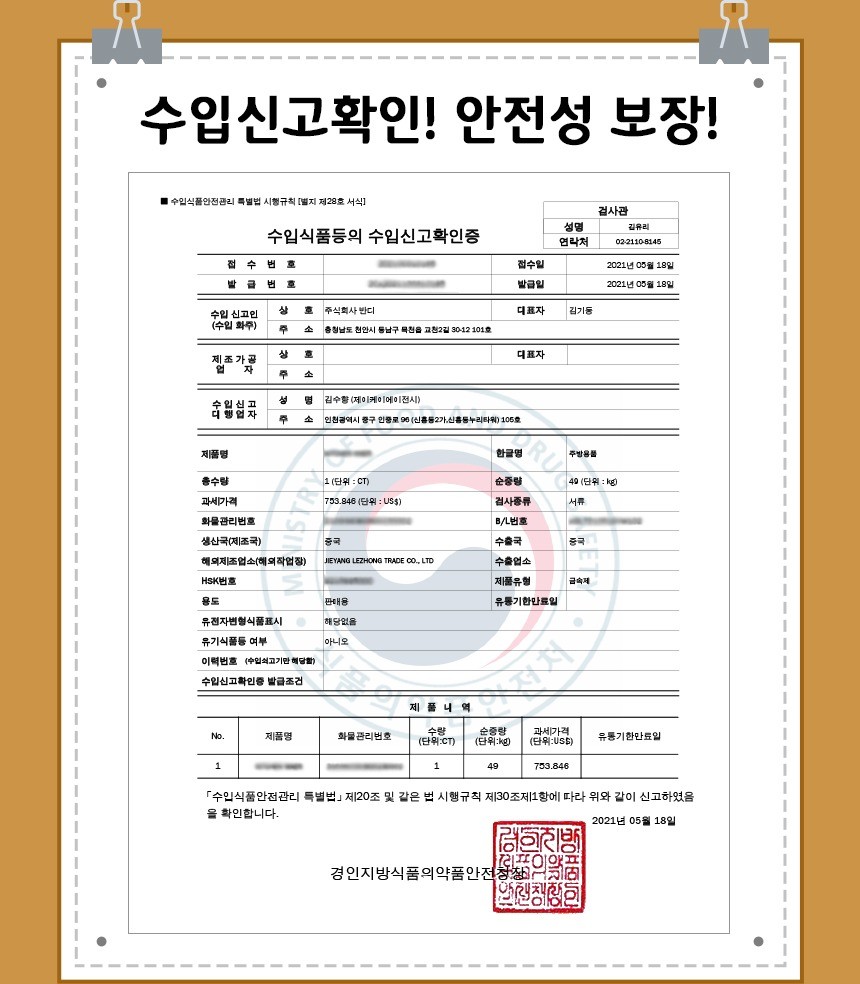 수입신고확인! 안전성 보장!
■ 수입식품안전관리 특별법 시행규칙 [별지 제28호 서식]
수입식품등의 수입신고확인증
검사관
성명 김유리
연락처 02-2110-8145
접 수 번 호 접수일 2021년 05월 18일
발 급 번 호 발급일 2021년 05월 18일
수입 신고인
(수입 화주)
상 호 주식회사 반디 대표자 김기동
주 소 충청남도 천안시 동남구 목천읍 교천2길 30-12 101호
제 조 가 공
업 자
상 호 대표자
주 소
수 입 신 고
대 행 업 자
성 명 김수향 (제이케이에이전시)
주 소 인천광역시 중구 인중로 96 (신흥동2가,신흥동누리타워) 105호
제품명 한글명 주방용품
총수량 1 (단위 : CT) 순중량 49 (단위 : kg)
과세가격 753.846 (단위 : US$) 검사종류 서류
화물관리번호 B/L번호
생산국(제조국) 중국 수출국 중국
해외제조업소(해외작업장) JIEYANG LEZHONG TRADE CO., LTD 수출업소
HSK번호 제품유형 금속제
용도 판매용 유통기한만료일
유전자변형식품표시 해당없음
유기식품등 여부 아니오
이력번호 (수입쇠고기만 해당함)
수입신고확인증 발급조건
제 품 내 역
No. 제품명 화물관리번호 수량 (단위:CT) 순중량 (단위:kg) 과세가격 (단위:US$) 유통기한만료일
1 1 49 753.846
「수입식품안전관리 특별법」제20조 및 같은 법 시행규칙 제30조제1항에 따라 위와 같이 신고하였음
을 확인합니다.
2021년 05월 18일
경인지방식품의약품안전청장
MINISTRY OF FOOD AND DRUG SAFETY
식품의약품안전처